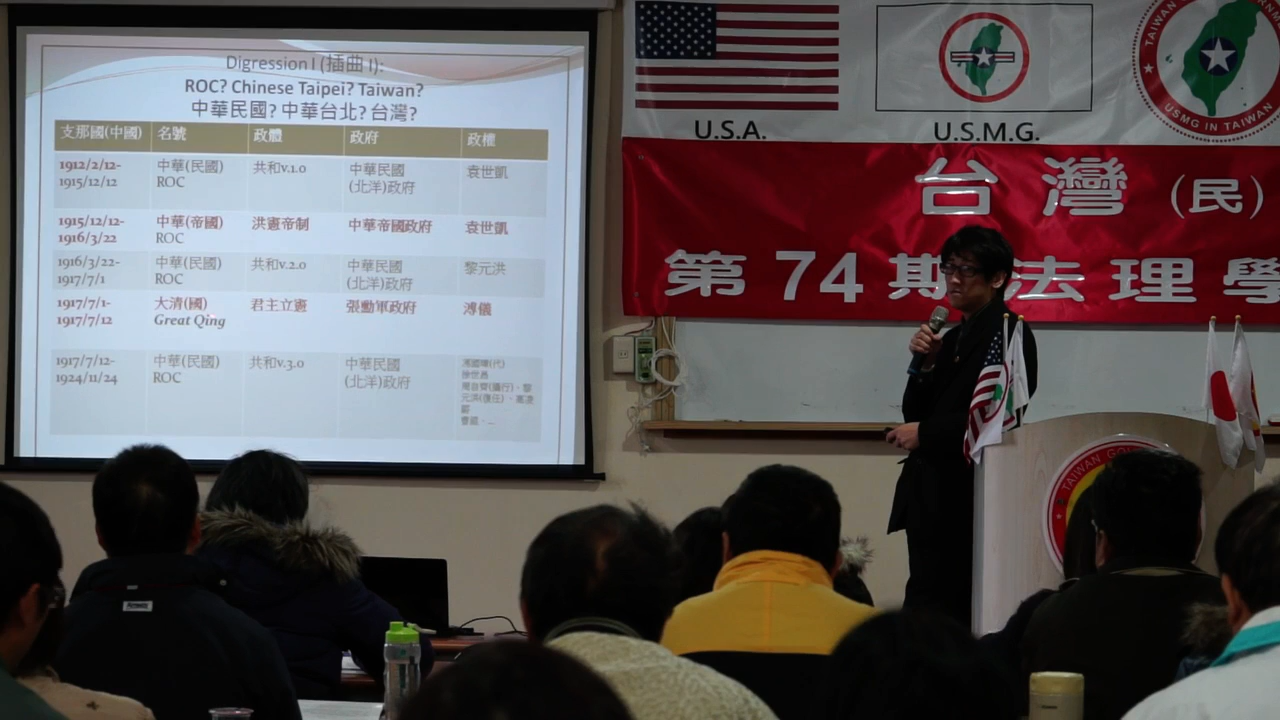 Digression I (插曲 I):
ROC? Chinese Taipei? Taiwan?
中華民國? 中華台北? 台灣?
支那國(中國) 名號 政體 政府 政權
1912/2/12-
1915/12/12
中華(民國)
ROC
共和v.1.0
中華民國
(北洋)政府
袁世凱
1915/12/12-
1916/3/22
中華(帝國)
ROC
洪憲帝制
中華帝國政府
袁世凱
1916/3/22-
1917/7/1
中華(民國)
ROC
共和v.2.0
中華民國
(北洋)政府
黎元洪
1917/7/1-
1917/7/12
大清(國)
Great Qing
君主立憲
張勳軍政府
溥儀
1917/7/12-
1924/11/24
中華(民國)
ROC
共和v.3.0
中華民國
(北洋)政府
馮國璋(代)
徐世昌
U.S.A.
U.S.M.G.
USMG IN TAIWAN
台灣(民)
第74期法理學
TAIWAN